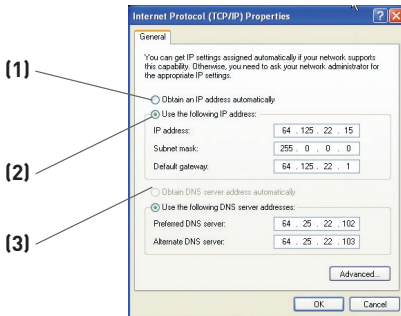 Internet Protocol (TCP/IP) Properties
General
You can get IP settings assigned automatically if your network supports
this capability. Otherwise, you need to ask your network administrator for
the appropriate IP settings.
(1)
Obtain an IP address automatically
Use the following IP address:
IP address: 64 . 125 . 22 . 15
Subnet mask: 255 . 0 . 0 . 0
(2)
Default gateway: 64 . 125 . 22 . 1
Obtain DNS server address automatically
Use the following DNS server addresses:
Preferred DNS server: 64 . 25 . 22 . 102
(3)
Alternate DNS server: 64 . 25 . 22 . 103
Advanced...
OK Cancel